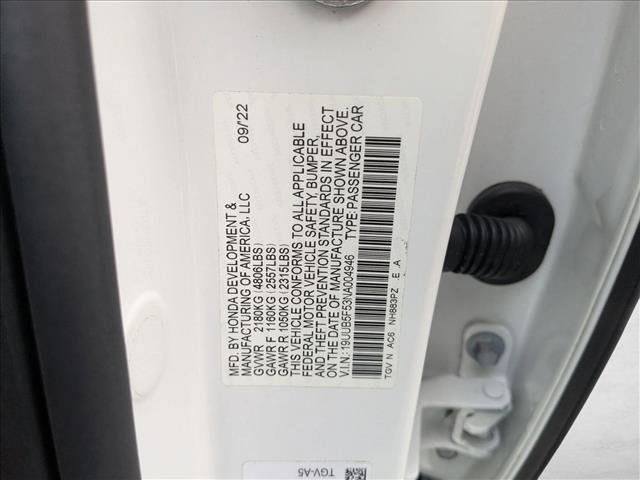 MFD. BY HONDA DEVELOPMENT & 09/22
MANUFACTURING OF AMERICA, LLC
GVWR 2180KG (4806LBS)
GAWR F 1160KG (2557LBS)
GAWR R 1050KG (2315LBS)
THIS VEHICLE CONFORMS TO ALL APPLICABLE
FEDERAL MOTOR VEHICLE SAFETY, BUMPER,
AND THEFT PREVENTION STANDARDS IN EFFECT
ON THE DATE OF MANUFACTURE SHOWN ABOVE.
V.I.N.:19UUB5F53NA004946 TYPE:PASSENGER CAR
TGV N AC6 NH883PZ .E .A
TGV-A5